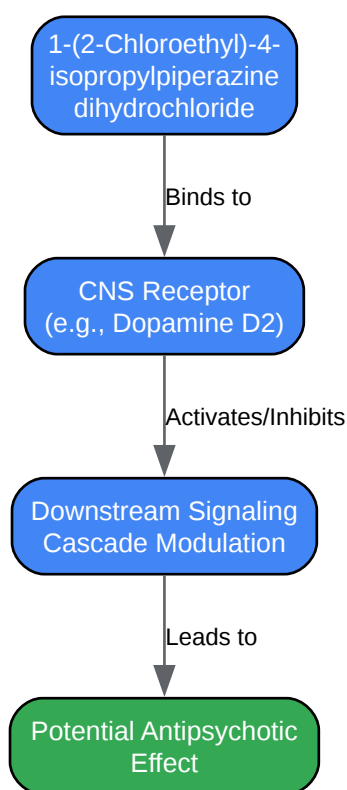 1-(2-Chloroethyl)-4-
isopropylpiperazine
dihydrochloride
Binds to
CNS Receptor
(e.g., Dopamine D2)
Activates/Inhibits
Downstream Signaling
Cascade Modulation
Leads to
Potential Antipsychotic
Effect